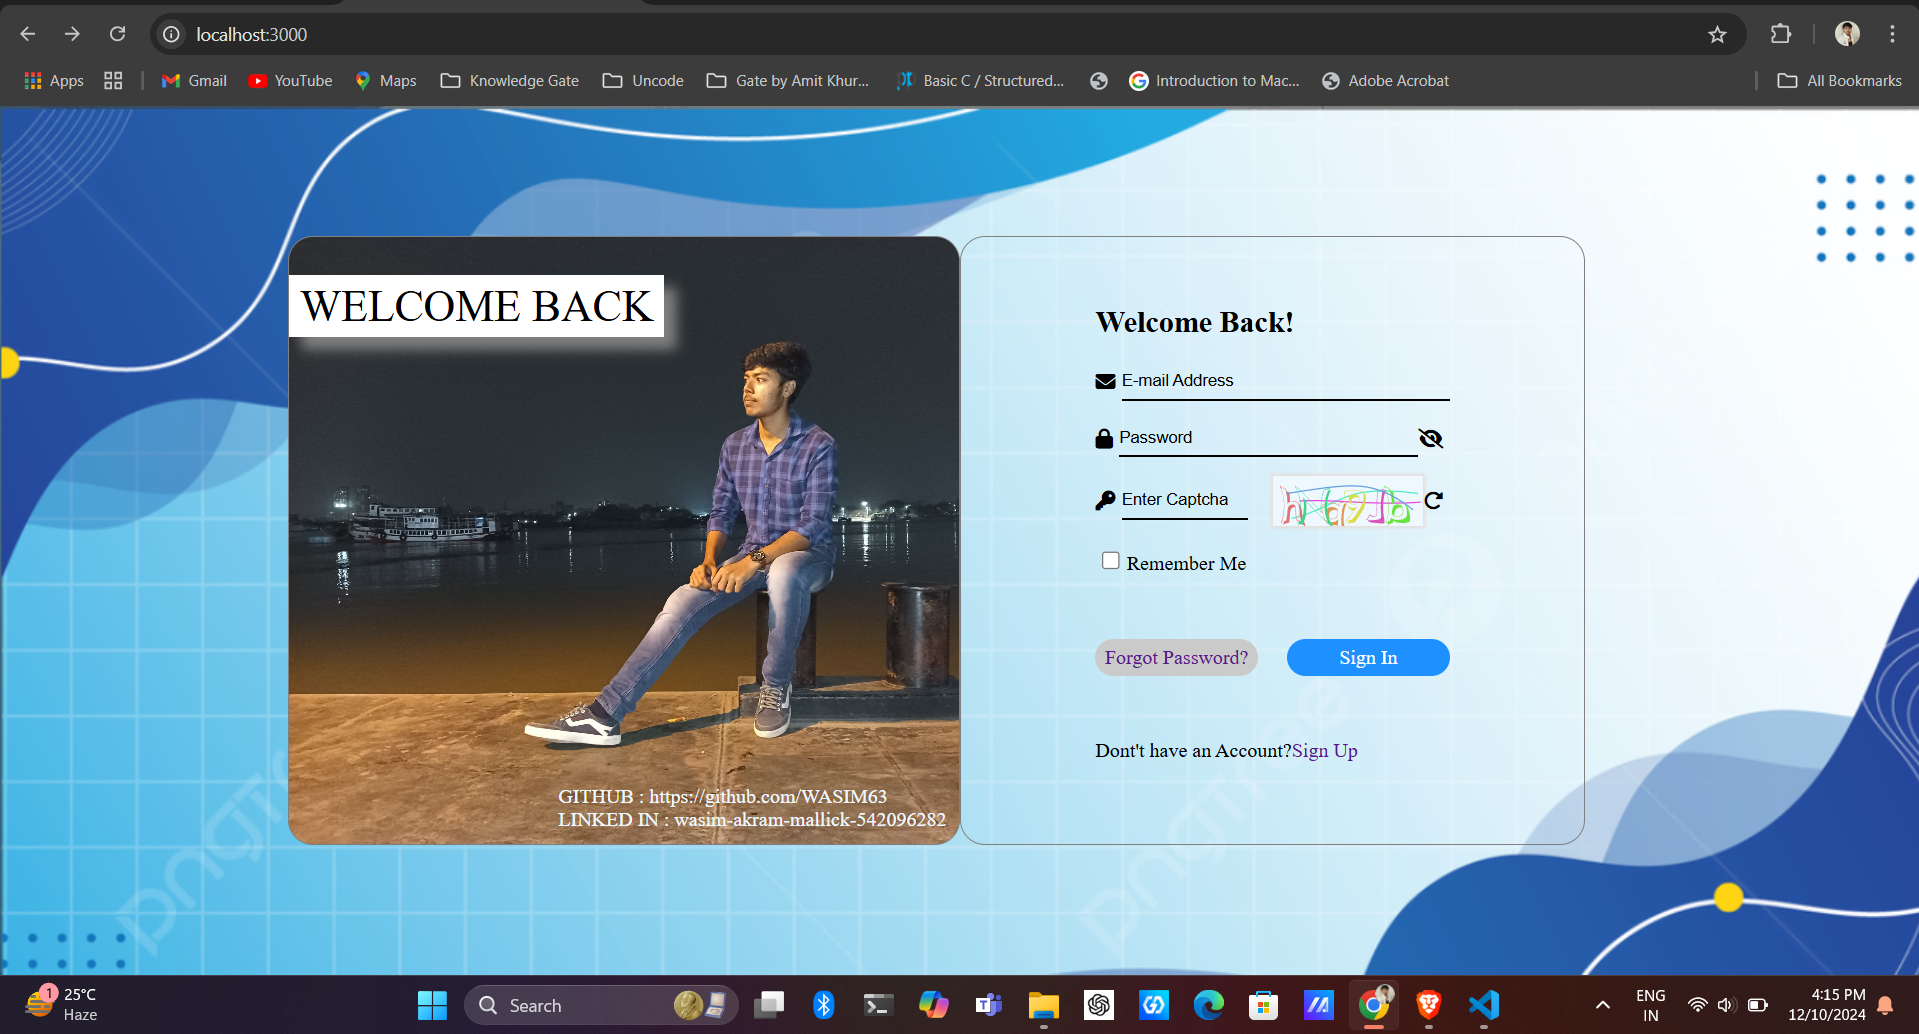 localhost:3000
Apps
Gmail
YouTube
Maps
Knowledge Gate
Uncode
Gate by Amit Khur...
Basic C / Structured...
Introduction to Mac...
Adobe Acrobat
All Bookmarks
WELCOME BACK
GITHUB : https://github.com/WASIM63
LINKED IN : wasim-akram-mallick-542096282
Welcome Back!
E-mail Address
Password
Enter Captcha
Remember Me
Forgot Password?
Sign In
Dont't have an Account?Sign Up
pngtree
1
25°C
Haze
Search
ENG
IN
4:15 PM
12/10/2024